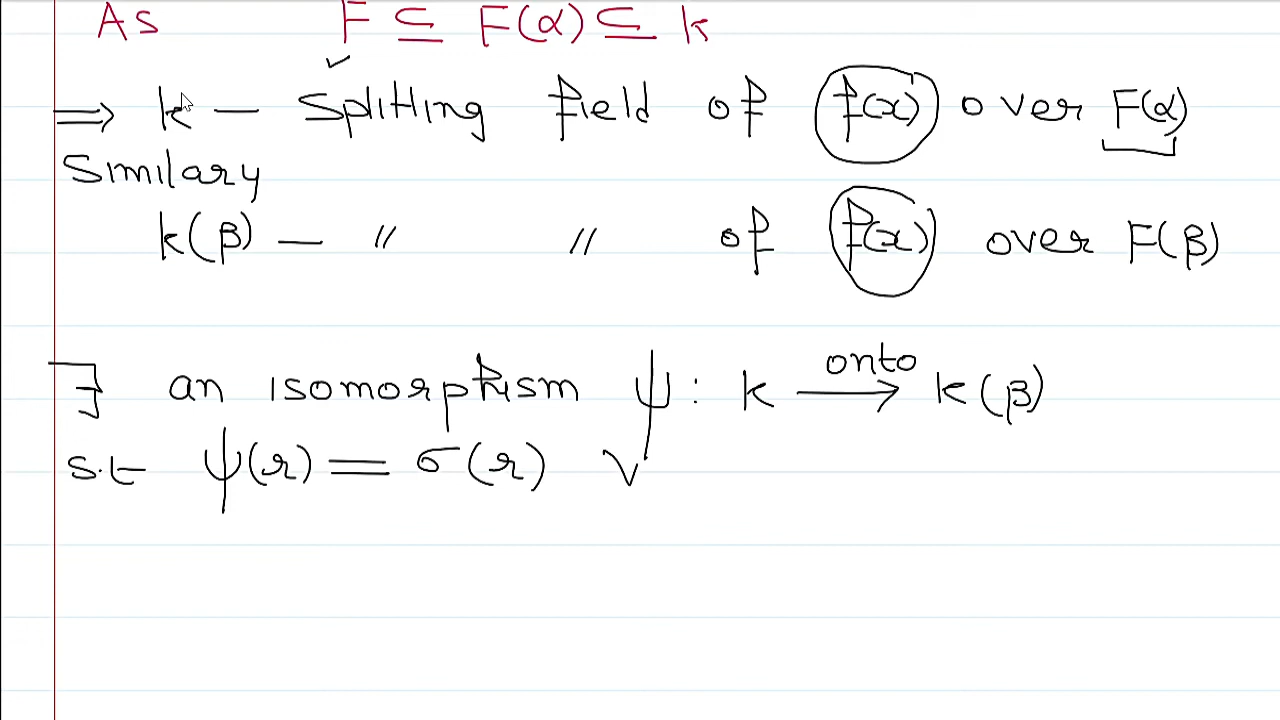 As F ⊆ F(α) ⊆ k
⇒ k — Splitting field of f(x) over F(α)
Similary
k(β) — " " of f(x) over F(β)
∃ an isomorphism ψ: k onto⟶ k(β)
s.t ψ(r) = σ(r) ∀